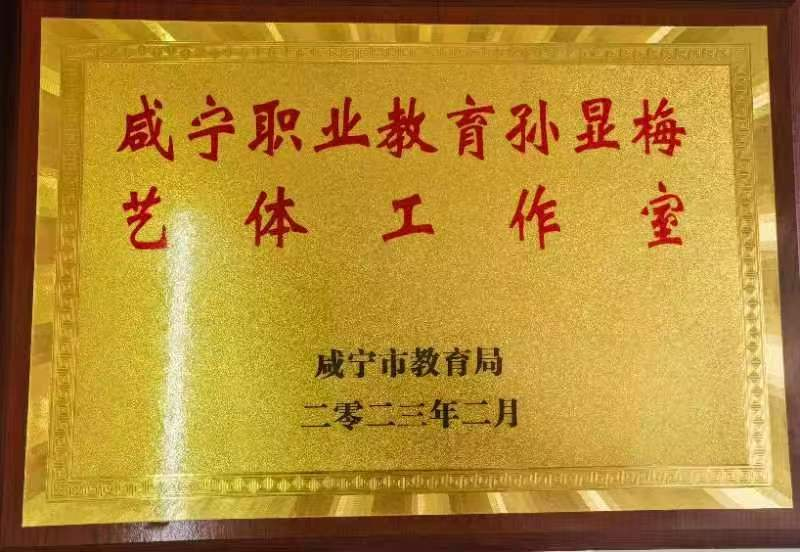 咸宁职业教育孙显梅
艺体工作室
咸宁市教育局
二零二三年二月